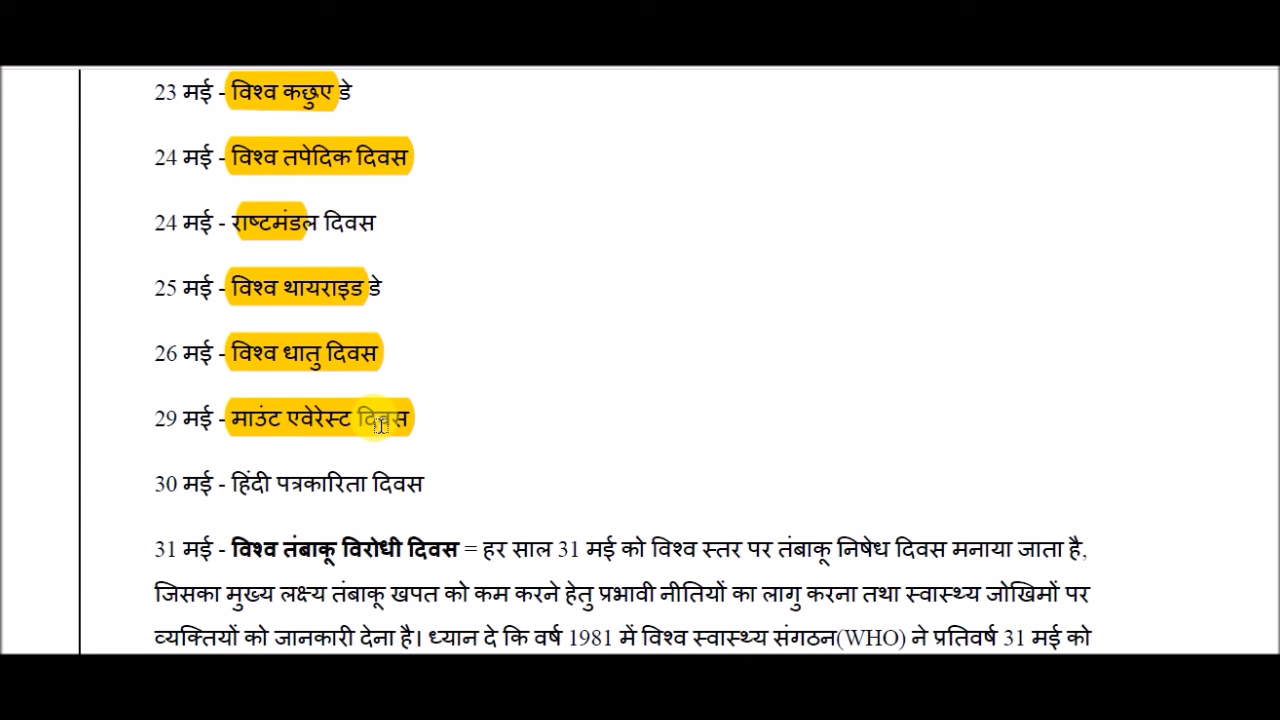 23 मई - विश्व कछुए डे
24 मई - विश्व तपेदिक दिवस
24 मई - राष्टमंडल दिवस
25 मई - विश्व थायराइड डे
26 मई - विश्व धातु दिवस
29 मई - माउंट एवेरेस्ट दिवस
30 मई - हिंदी पत्रकारिता दिवस
31 मई - विश्व तंबाकू विरोधी दिवस = हर साल 31 मई को विश्व स्तर पर तंबाकू निषेध दिवस मनाया जाता है,
जिसका मुख्य लक्ष्य तंबाकू खपत को कम करने हेतु प्रभावी नीतियों का लागु करना तथा स्वास्थ्य जोखिमों पर
व्यक्तियों को जानकारी देना है। ध्यान दे कि वर्ष 1981 में विश्व स्वास्थ्य संगठन(WHO) ने प्रतिवर्ष 31 मई को